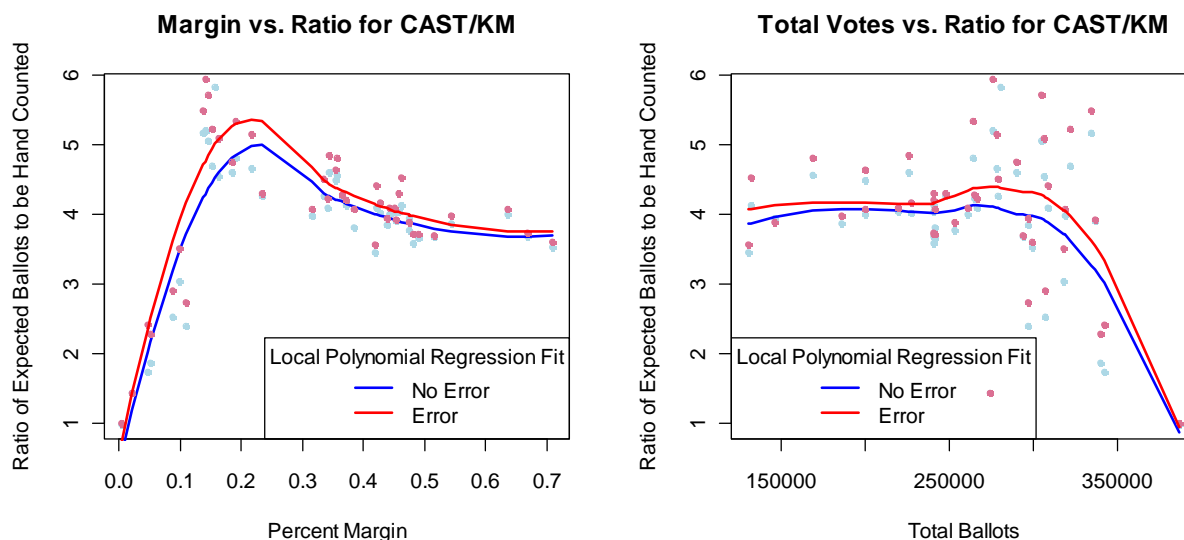 Margin vs. Ratio for CAST/KM
Ratio of Expected Ballots to be Hand Counted
6
5
4
3
2
1
Local Polynomial Regression Fit
No Error
Error
0.0 0.1 0.2 0.3 0.4 0.5 0.6 0.7
Percent Margin
Total Votes vs. Ratio for CAST/KM
Ratio of Expected Ballots to be Hand Counted
6
5
4
3
2
1
Local Polynomial Regression Fit
No Error
Error
150000 250000 350000
Total Ballots